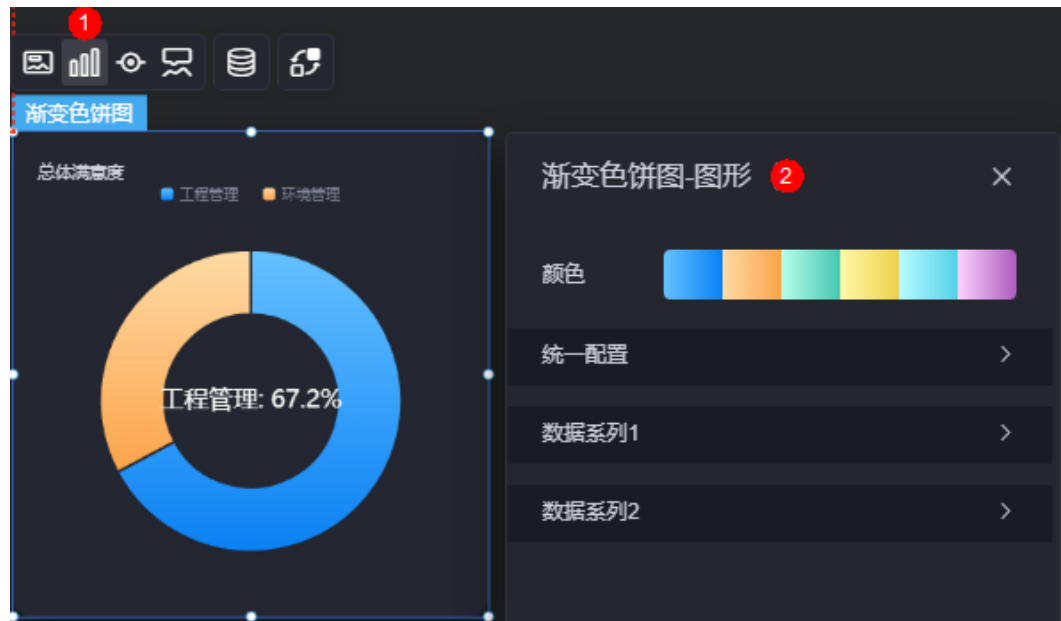 1
渐变色饼图
总体满意度
工程管理 环境管理
工程管理: 67.2%
渐变色饼图-图形 2
颜色
统一配置
数据系列1
数据系列2